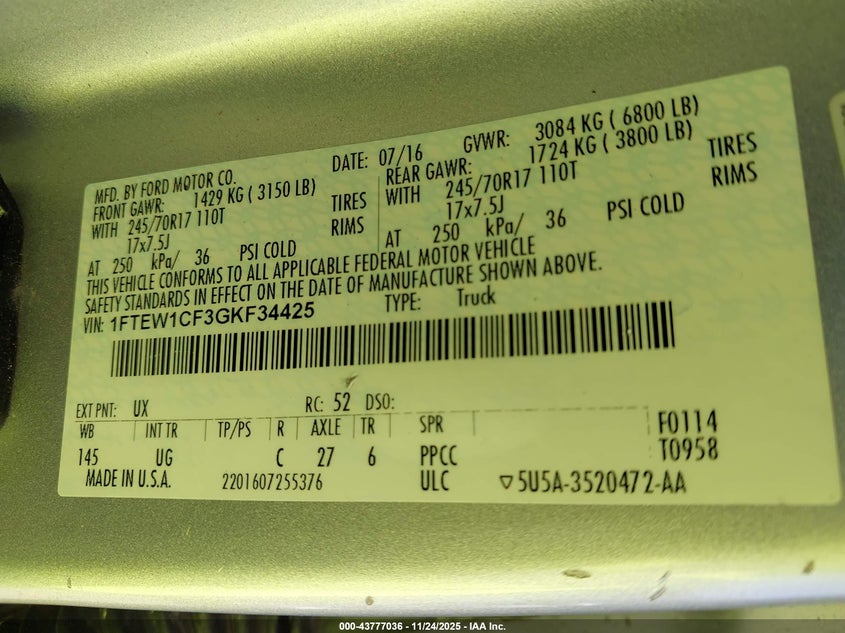 MFD. BY FORD MOTOR CO.
DATE: 07/16 GVWR: 3084 KG ( 6800 LB)
FRONT GAWR: 1429 KG ( 3150 LB)
WITH 245/70R17 110T TIRES
17x7.5J RIMS
AT 250 kPa/ 36 PSI COLD
REAR GAWR: 1724 KG ( 3800 LB)
WITH 245/70R17 110T TIRES
17x7.5J RIMS
AT 250 kPa/ 36 PSI COLD
THIS VEHICLE CONFORMS TO ALL APPLICABLE FEDERAL MOTOR VEHICLE
SAFETY STANDARDS IN EFFECT ON THE DATE OF MANUFACTURE SHOWN ABOVE.
VIN: 1FTEW1CF3GKF34425 TYPE: Truck
EXT PNT: UX RC: 52 DSO:
WB INT TR TP/PS R AXLE TR SPR F0114
145 UG C 27 6 PPCC T0958
MADE IN U.S.A. 2201607255376 ULC ▽5U5A-3520472-AA
000-43777036 - 11/24/2025 - IAA Inc.